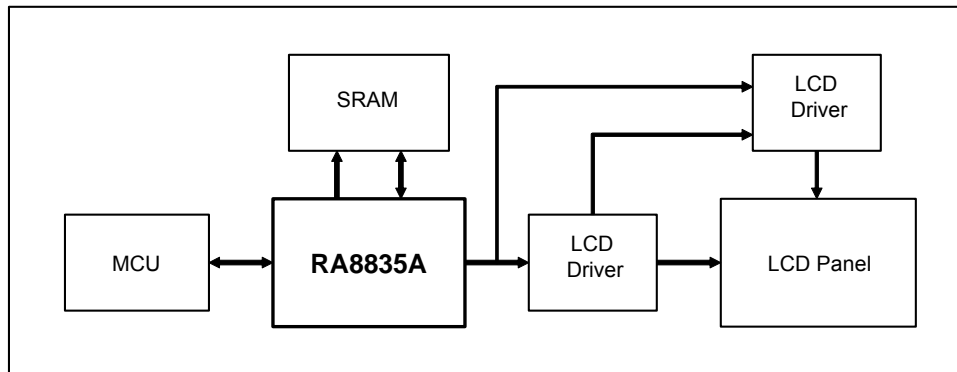 SRAM
LCD
Driver
MCU
RA8835A
LCD
Driver
LCD Panel